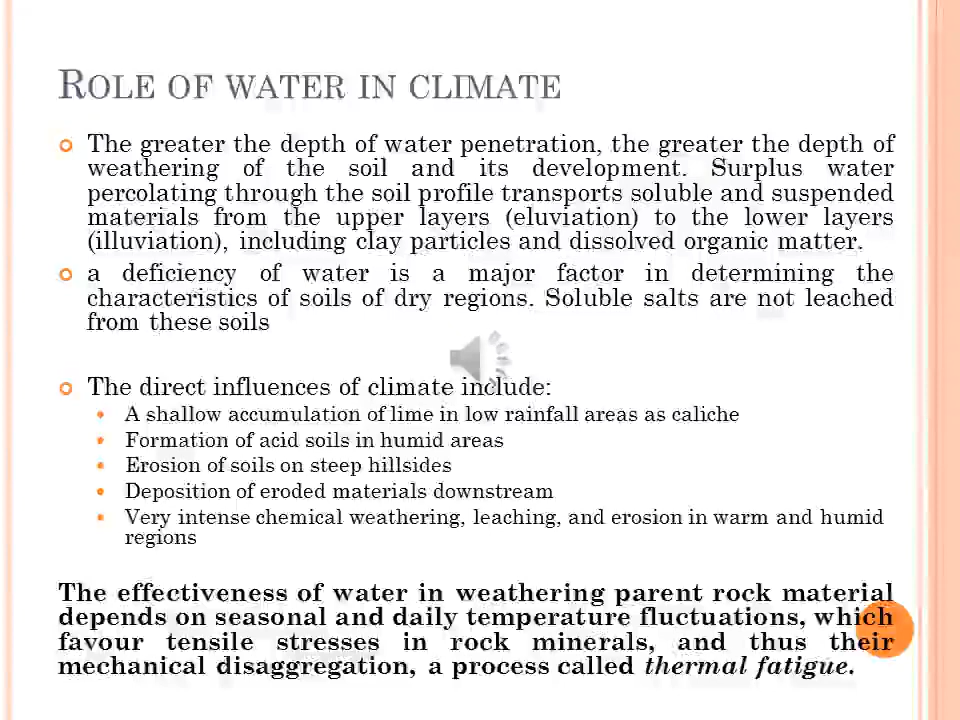 ROLE OF WATER IN CLIMATE
The greater the depth of water penetration, the greater the depth of
weathering of the soil and its development. Surplus water
percolating through the soil profile transports soluble and suspended
materials from the upper layers (eluviation) to the lower layers
(illuviation), including clay particles and dissolved organic matter.
a deficiency of water is a major factor in determining the
characteristics of soils of dry regions. Soluble salts are not leached
from these soils
The direct influences of climate include:
A shallow accumulation of lime in low rainfall areas as caliche
Formation of acid soils in humid areas
Erosion of soils on steep hillsides
Deposition of eroded materials downstream
Very intense chemical weathering, leaching, and erosion in warm and humid
regions
The effectiveness of water in weathering parent rock material
depends on seasonal and daily temperature fluctuations, which
favour tensile stresses in rock minerals, and thus their
mechanical disaggregation, a process called thermal fatigue.